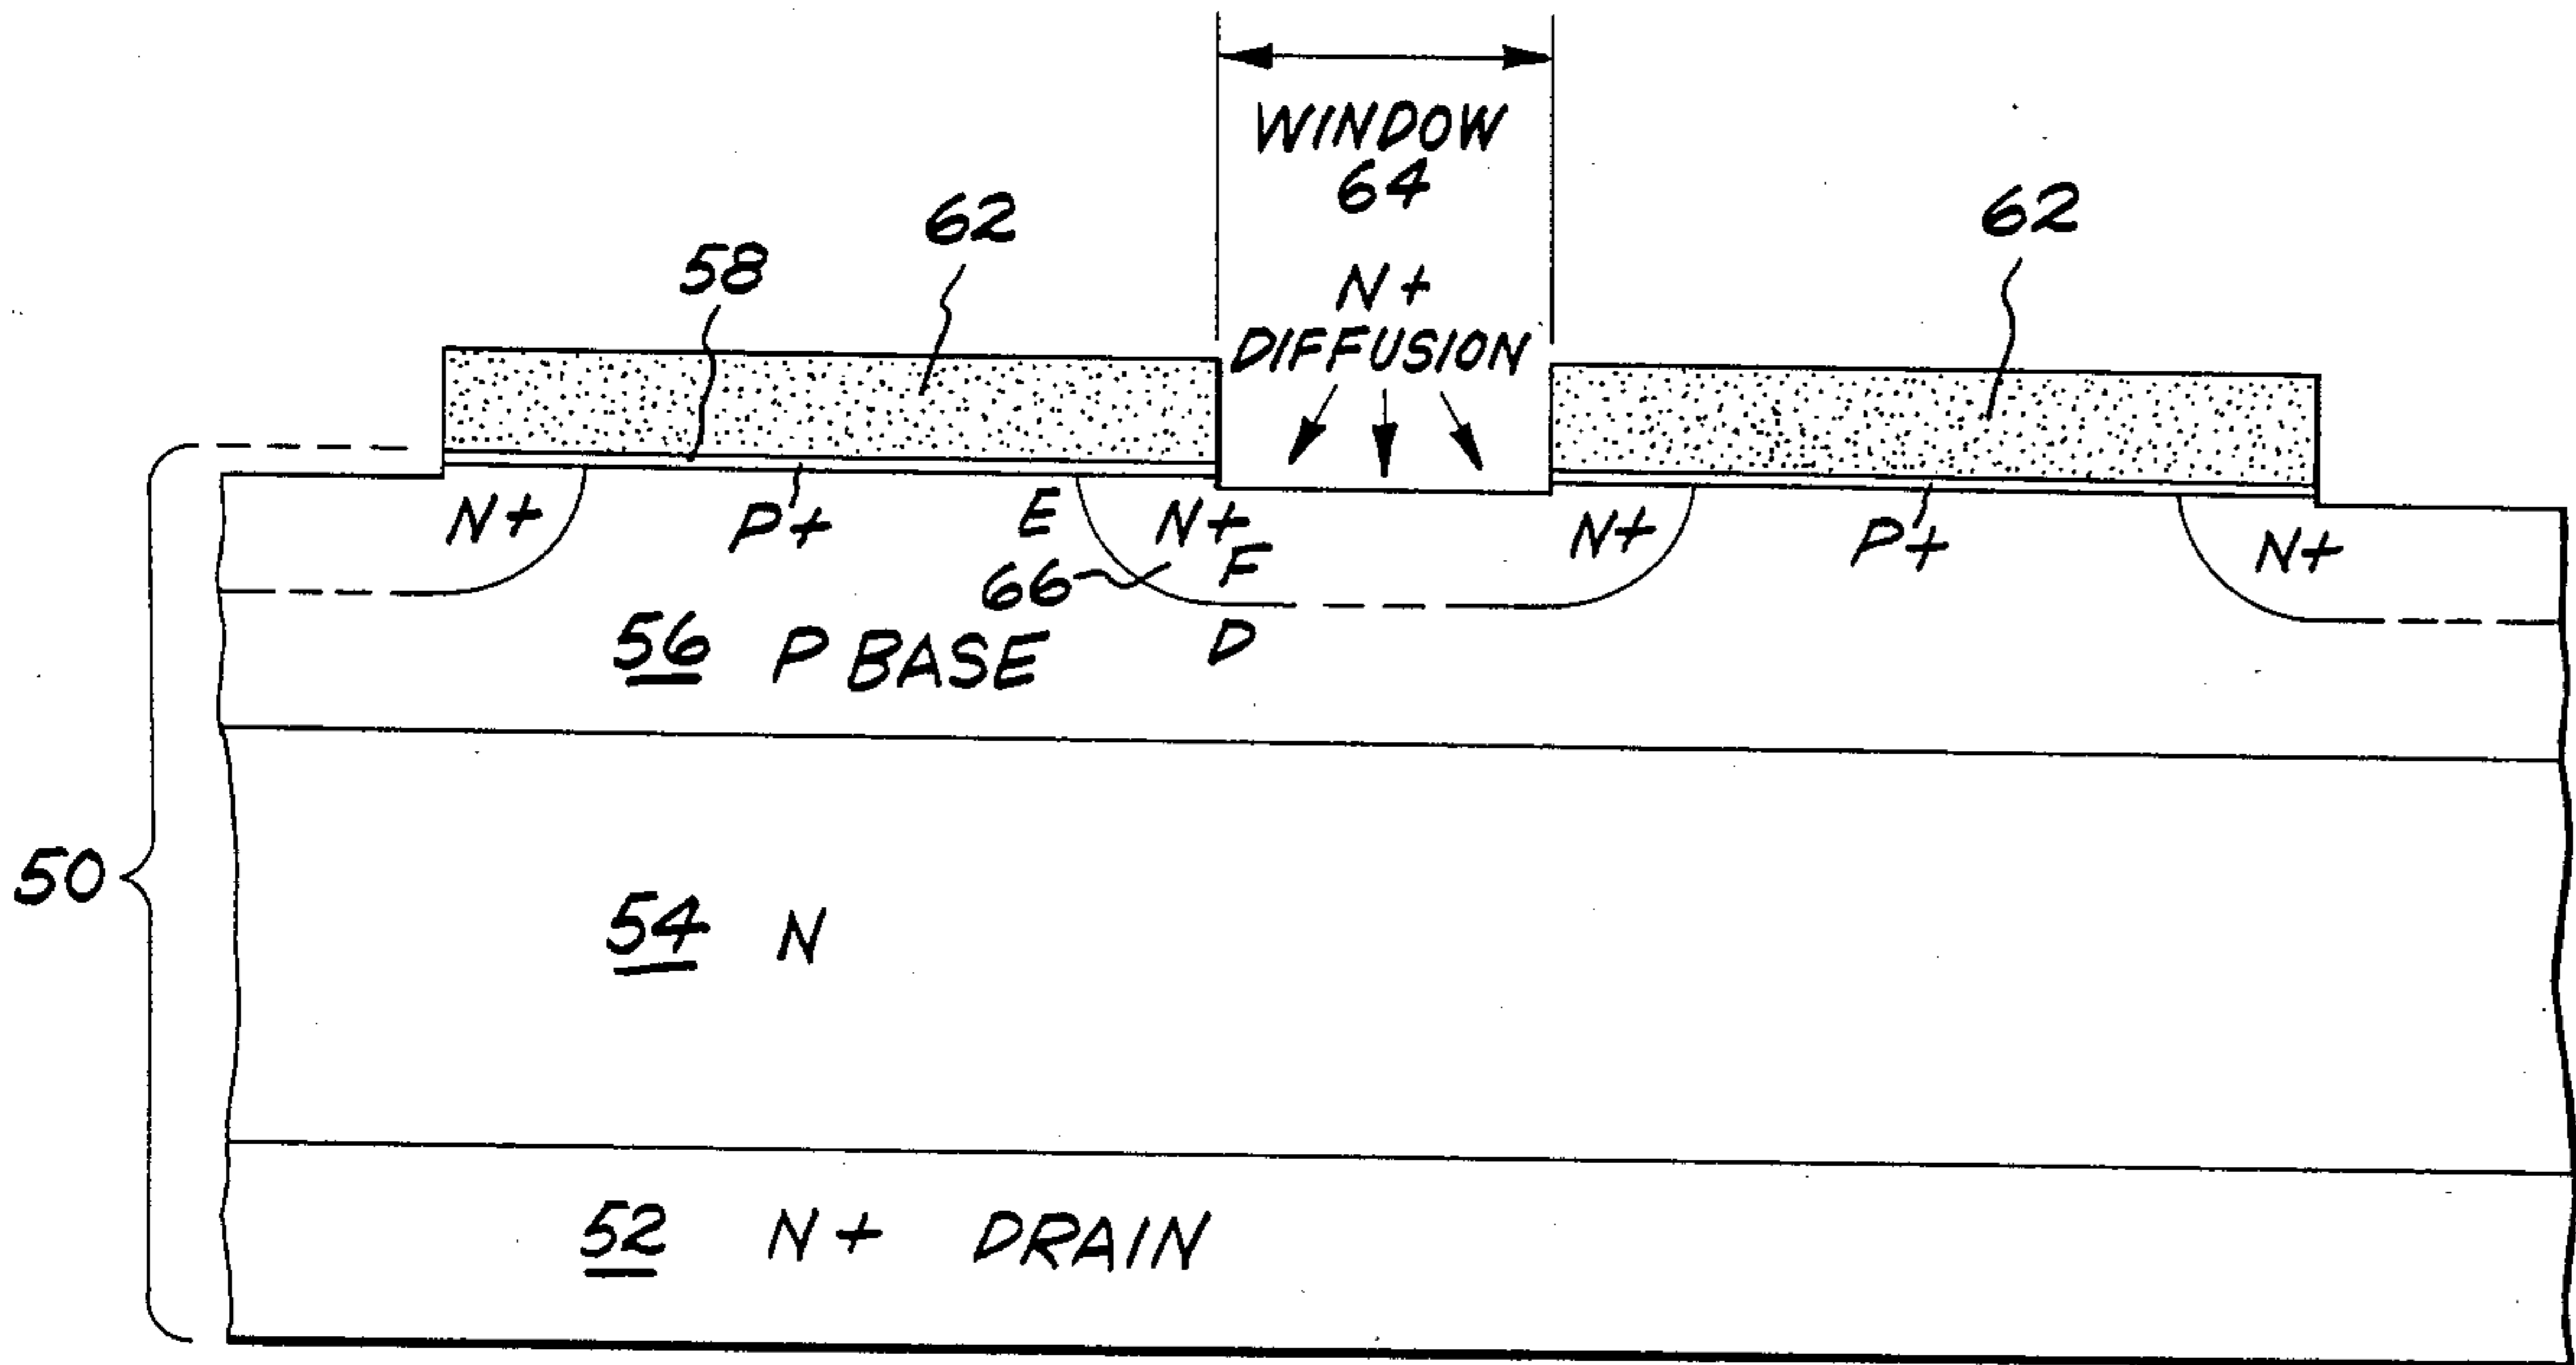 WINDOW
64
N+
DIFFUSION
62
62
58
N+
P+
E
N+
F
66
D
N+
P+
N+
56 P BASE
50
54 N
52 N+ DRAIN